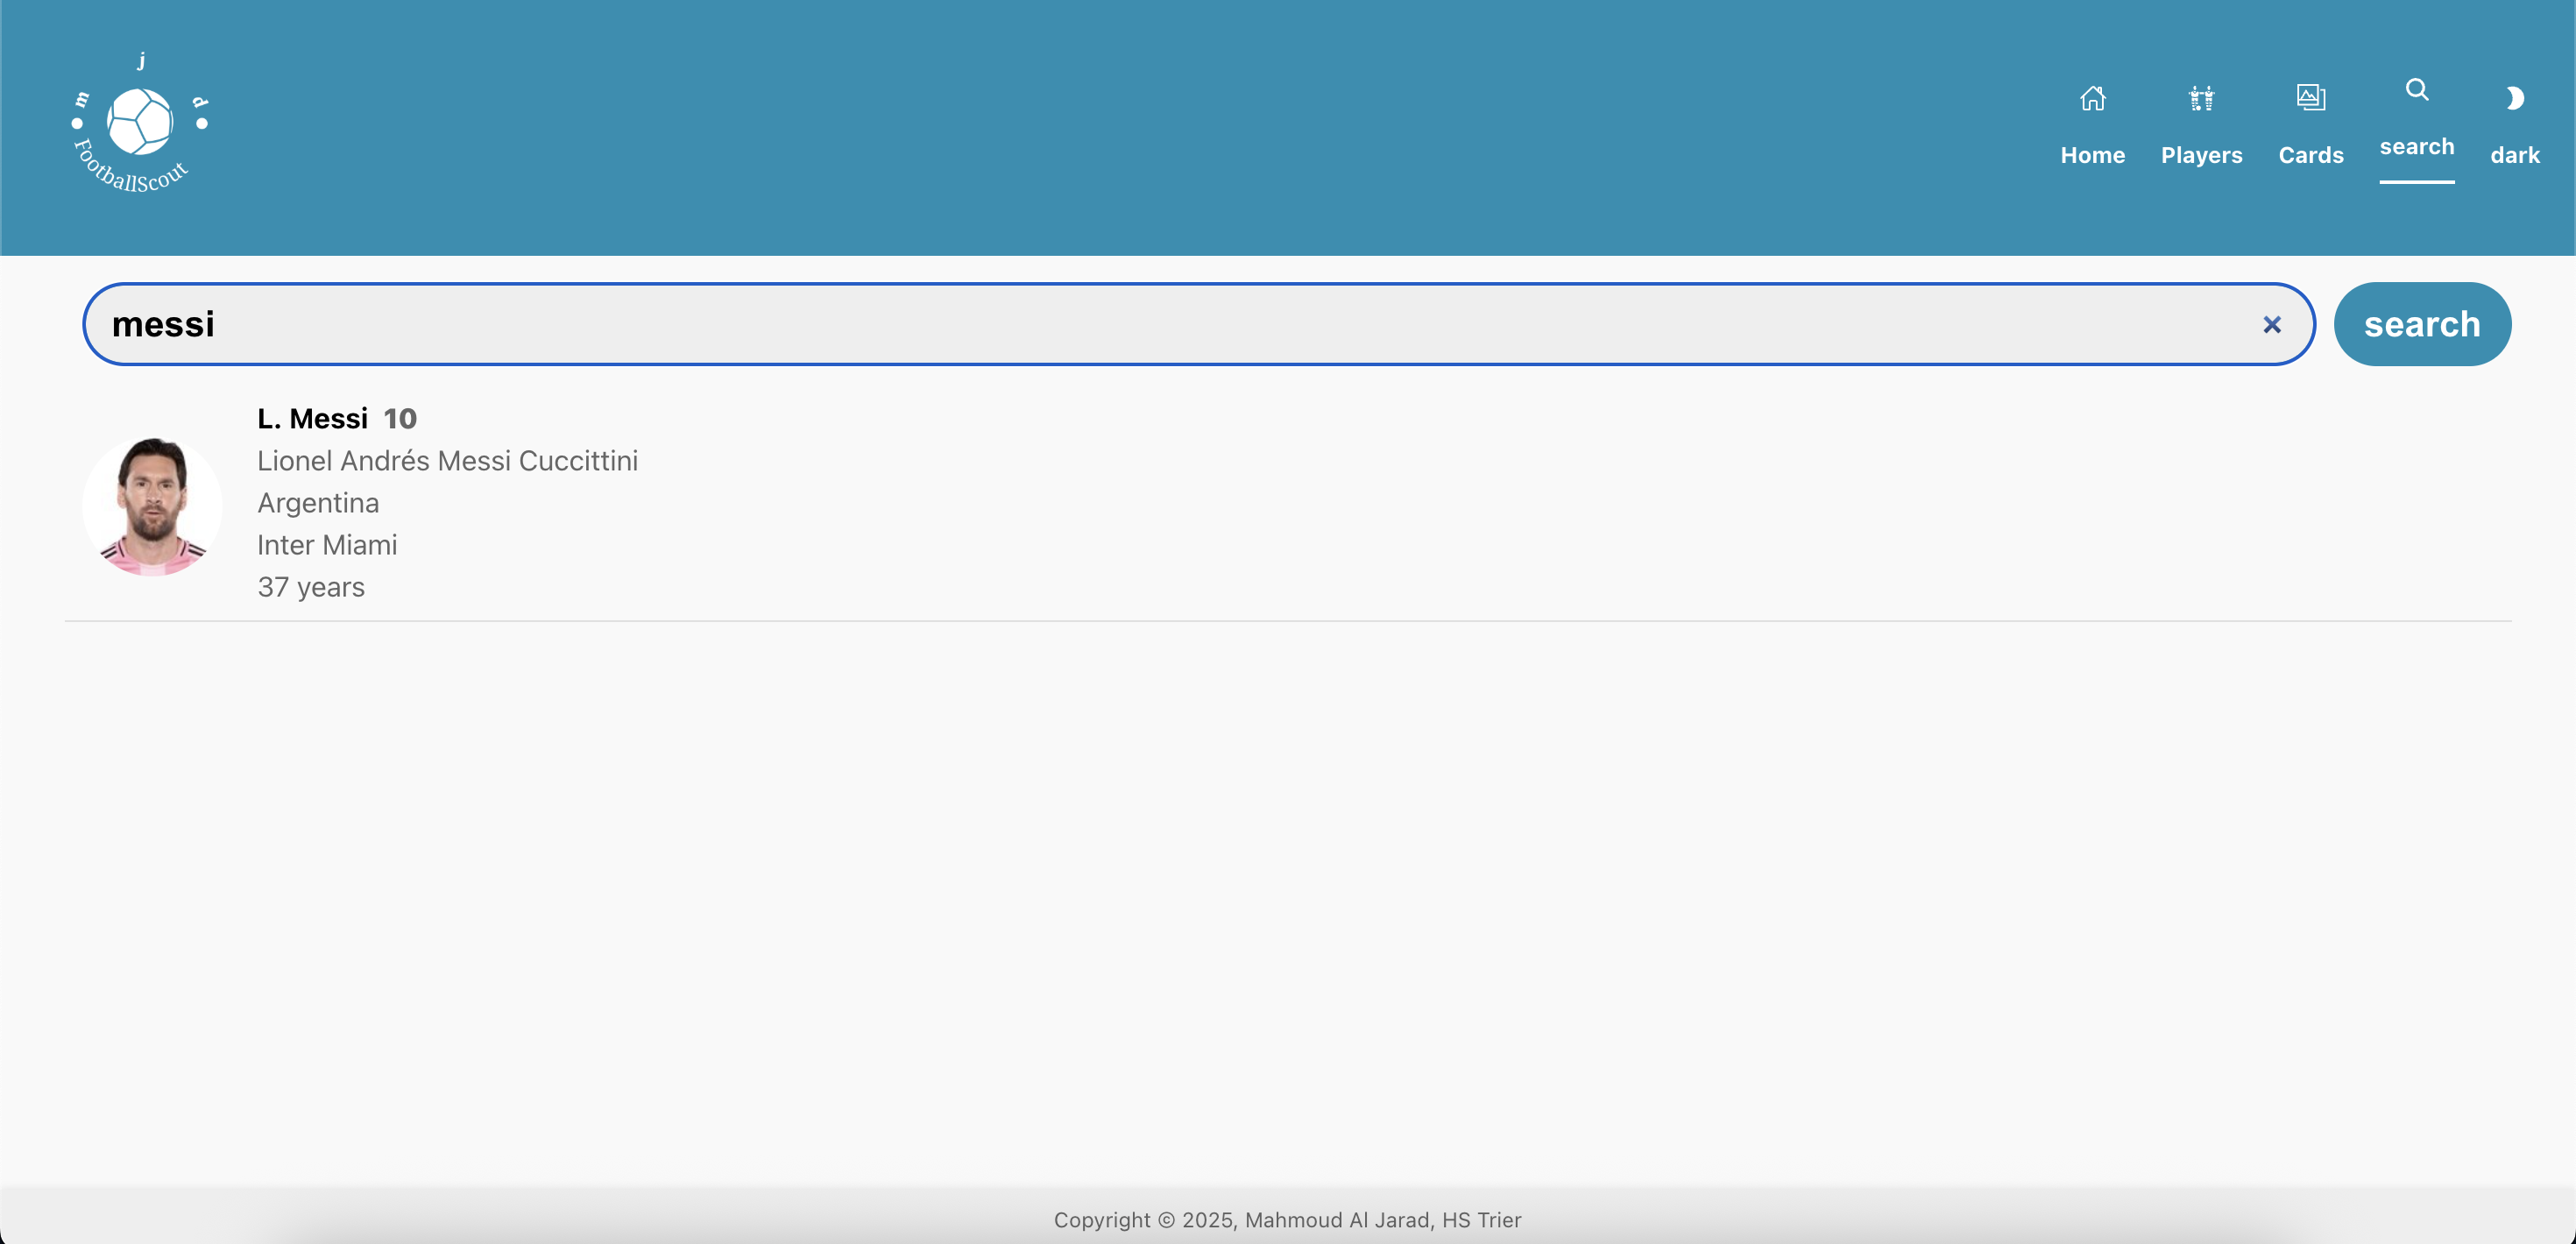 m j d
FootballScout
Home
Players
Cards
search
dark
messi
search
L. Messi 10
Lionel Andrés Messi Cuccittini
Argentina
Inter Miami
37 years
Copyright © 2025, Mahmoud Al Jarad, HS Trier